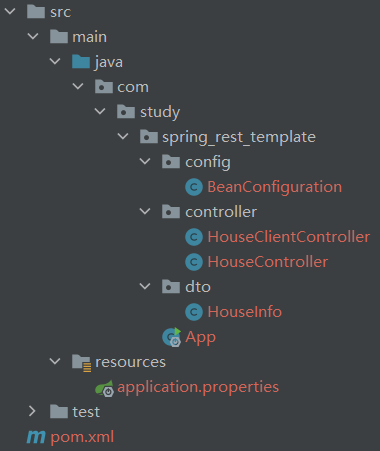 src
main
java
com
study
spring_rest_template
config
BeanConfiguration
controller
HouseClientController
HouseController
dto
HouseInfo
App
resources
application.properties
test
pom.xml